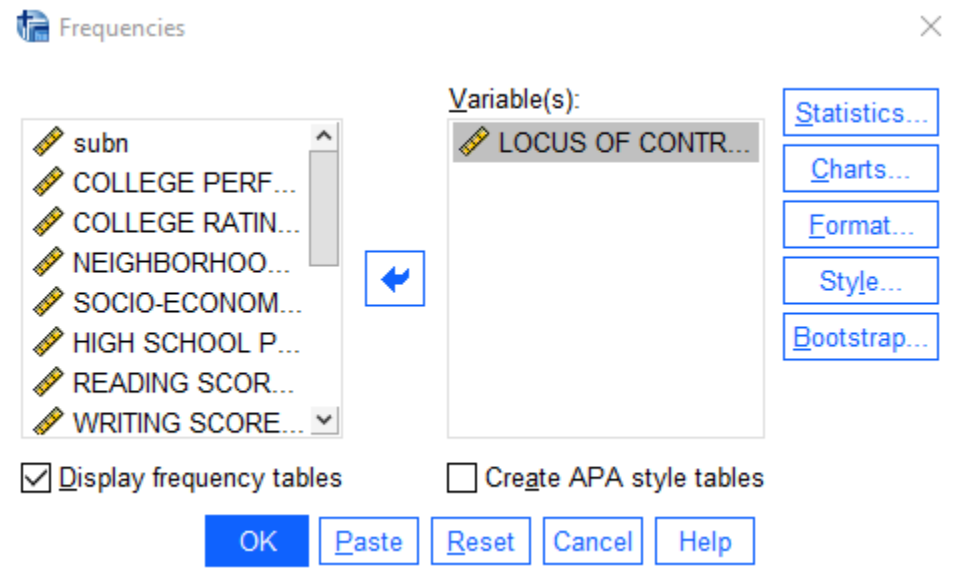 Frequencies
Variable(s):
subn
COLLEGE PERF...
COLLEGE RATIN...
NEIGHBORHOO...
SOCIO-ECONOM...
HIGH SCHOOL P...
READING SCOR...
WRITING SCORE...
LOCUS OF CONTR...
Statistics...
Charts...
Format...
Style...
Bootstrap...
Display frequency tables
Create APA style tables
OK Paste Reset Cancel Help